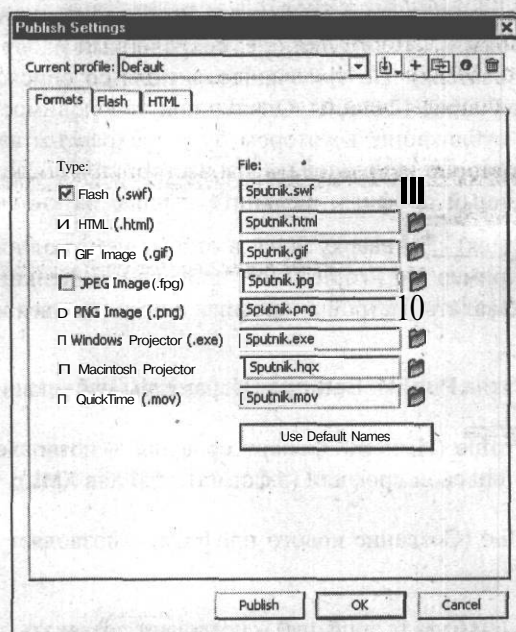 Publish Settings
Current profile: Default
Formats Flash HTML
Type: File:
Flash (.swf) Sputnik.swf
И HTML (.html) Sputnik.html
П GIF Image (.gif) Sputnik.gif
JPEG Image (.fpg) Sputnik.jpg
D PNG Image (.png) Sputnik.png 10
П Windows Projector (.exe) Sputnik.exe
П Macintosh Projector Sputnik.hqx
П QuickTime (.mov) Sputnik.mov
Use Default Names
Publish OK Cancel